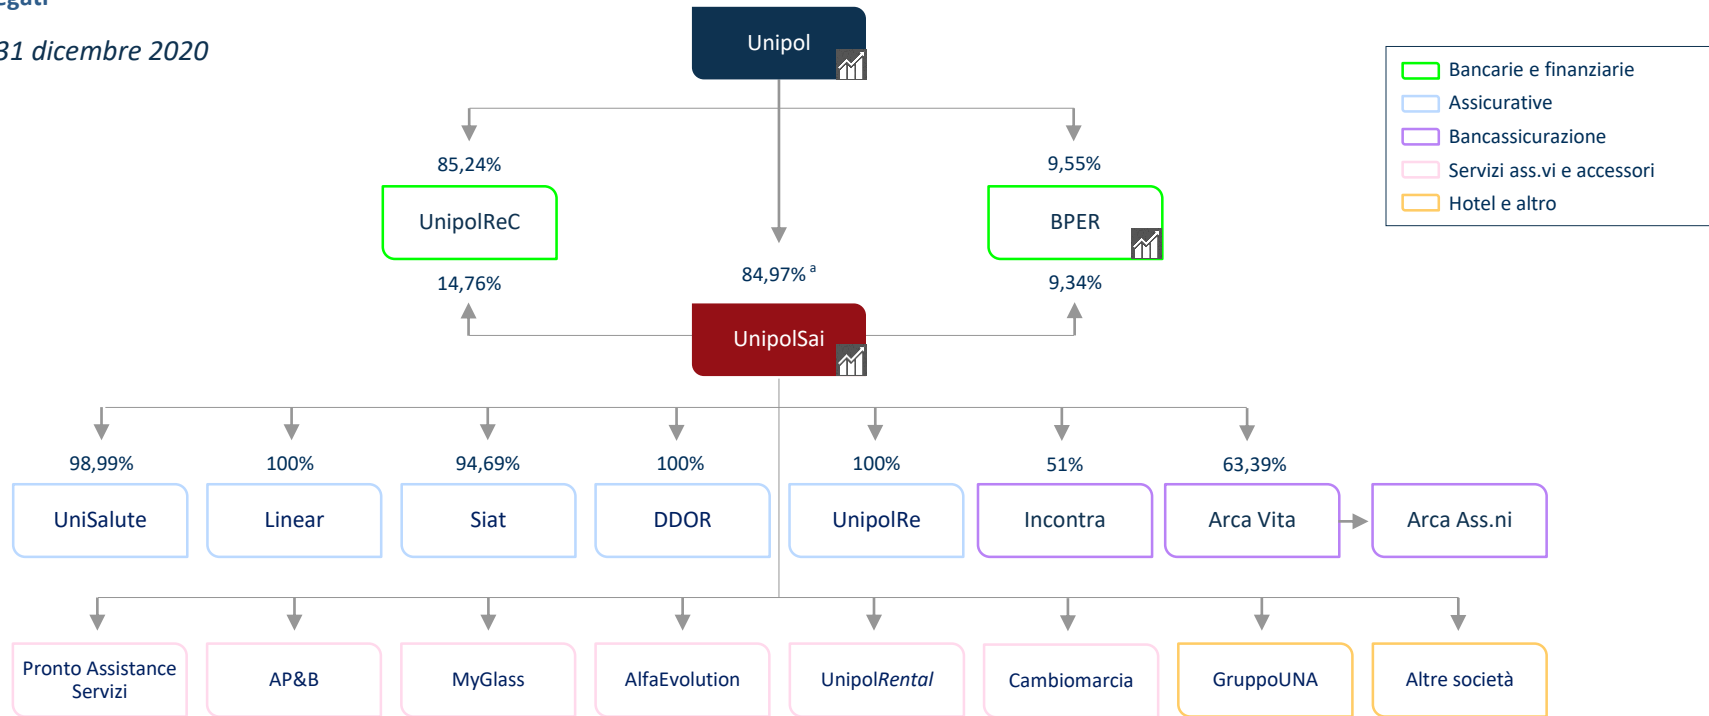 egati
31 dicembre 2020
Unipol
Bancarie e finanziarie
Assicurative
Bancassicurazione
Servizi ass.vi e accessori
Hotel e altro
85,24%
9,55%
UnipolReC
BPER
14,76%
84,97% a
9,34%
UnipolSai
98,99%
100%
94,69%
100%
100%
51%
63,39%
UniSalute
Linear
Siat
DDOR
UnipolRe
Incontra
Arca Vita
Arca Ass.ni
Pronto Assistance
Servizi
AP&B
MyGlass
AlfaEvolution
UnipolRental
Cambiomarcia
GruppoUNA
Altre società